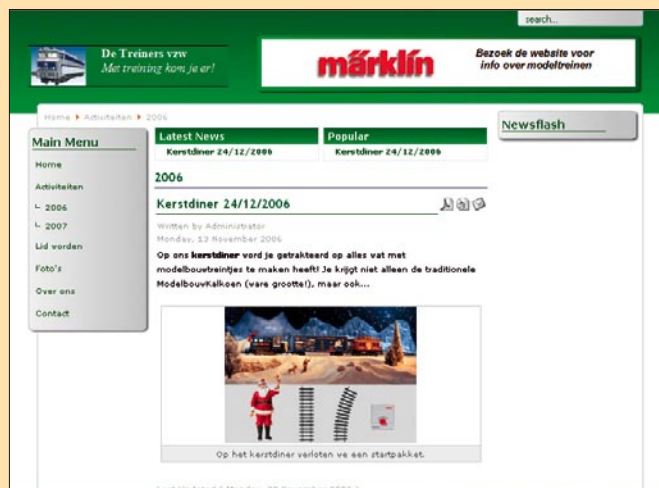 search...
De Treiners vzw
Met training kom je er!
märklín
Bezoek de website voor
info over modeltreinen
Home Activiteiten 2006
Main Menu
Home
Activiteiten
2006
2007
Lid worden
Foto's
Over ons
Contact
Latest News
Kerstdiner 24/12/2006
Popular
Kerstdiner 24/12/2006
Newsflash
2006
Kerstdiner 24/12/2006
Written by Administrator
Monday, 13 November 2006
Op ons kerstdiner word je getrakteerd op alles wat met
modelbouwtreintjes te maken heeft! Je krijgt niet alleen de traditionele
ModelbouwKalkoen (ware grootte!), maar ook...
Op het kerstdiner verloten we een startpakket.